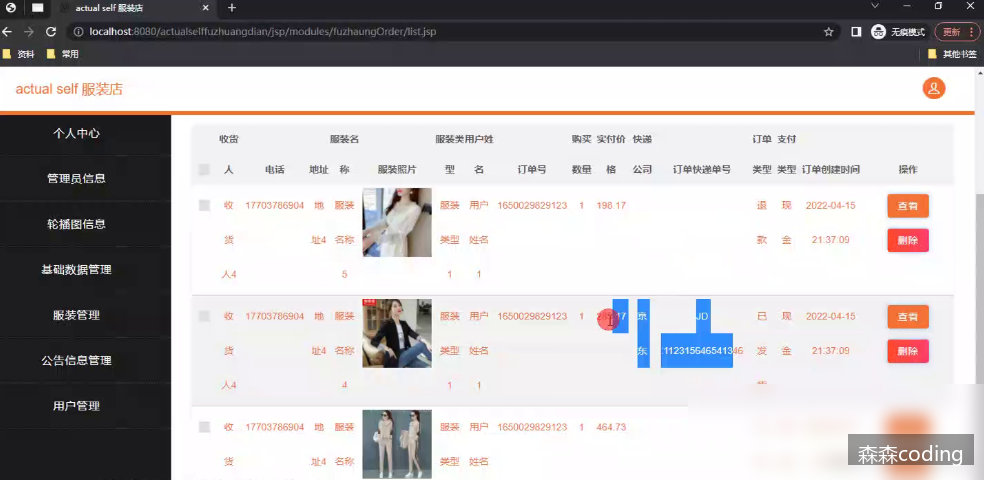 actual self 服装店
localhost:8080/actualselffuzhuangdian/jsp/modules/fuzhaungOrder/list.jsp
无痕模式
更新
资料
常用
其他书签
actual self 服装店
个人中心
管理员信息
轮播图信息
基础数据管理
服装管理
公告信息管理
用户管理
收货 服装名 服装类用户姓 购买 实付价 快递 订单 支付
人 电话 地址 称 服装照片 型 名 订单号 数量 格 公司 订单快递单号 类型 类型 订单创建时间 操作
收 17703786904 地 服装 服装 用户 1650029829123 1 198.17 退 现 2022-04-15 查看
货 址4 名称 类型 姓名 款 金 21:37:09 删除
人4 5 1 1
收 17703786904 地 服装 服装 用户 1650029829123 1 17 京 JD 已 现 2022-04-15 查看
货 址4 名称 类型 姓名 东 112315646541346 发 金 21:37:09 删除
人4 4 1 1
收 17703786904 地 服装 服装 用户 1650029829123 1 464.73
货 址4 名称 类型 姓名
森森coding